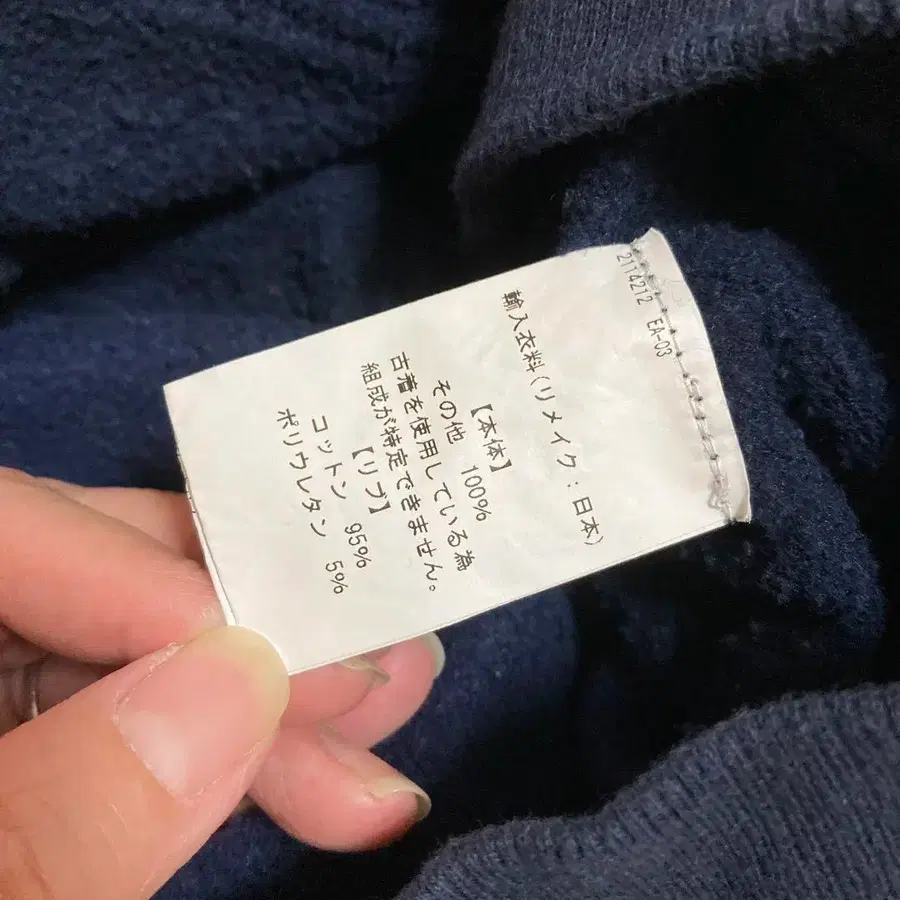 2114212 EA-03
輸入衣料(リメイク:日本)
【本体】
その他 100%
古着を使用している為
組成が特定できません。
【リブ】
コットン 95%
ポリウレタン 5%